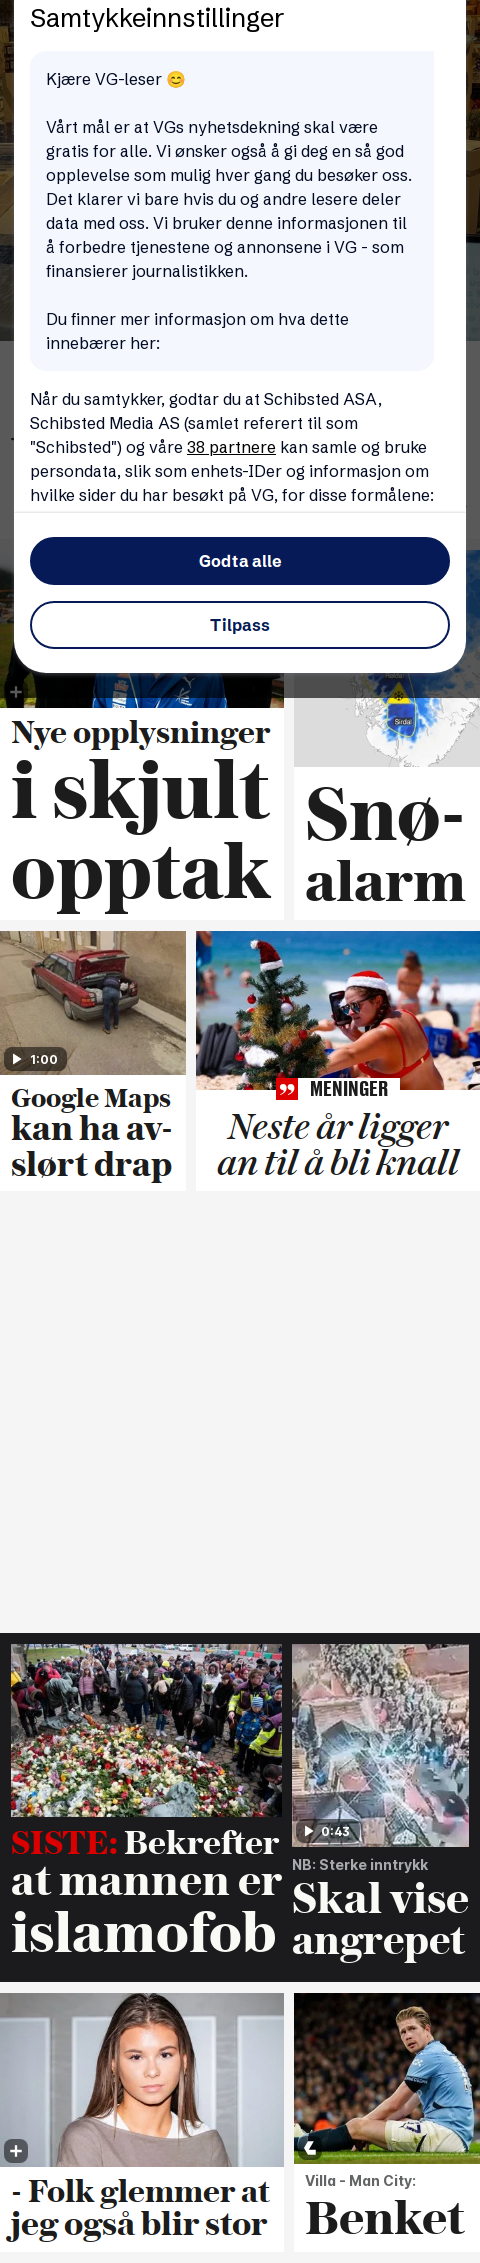 Samtykkeinnstillinger
Kjære VG-leser 😊
Vårt mål er at VGs nyhetsdekning skal være
gratis for alle. Vi ønsker også å gi deg en så god
opplevelse som mulig hver gang du besøker oss.
Det klarer vi bare hvis du og andre lesere deler
data med oss. Vi bruker denne informasjonen til
å forbedre tjenestene og annonsene i VG - som
finansierer journalistikken.
Du finner mer informasjon om hva dette
innebærer her:
Når du samtykker, godtar du at Schibsted ASA,
Schibsted Media AS (samlet referert til som
"Schibsted") og våre 38 partnere kan samle og bruke
persondata, slik som enhets-IDer og informasjon om
hvilke sider du har besøkt på VG, for disse formålene:
Godta alle
Tilpass
Sirdal
Nye opplysninger
i skjult
opptak
Snø-
alarm
1:00
Google Maps
kan ha av-
slørt drap
MENINGER
Neste år ligger
an til å bli knall
SISTE: Bekrefter
at mannen er
islamofob
0:43
NB: Sterke inntrykk
Skal vise
angrepet
- Folk glemmer at
jeg også blir stor
Villa - Man City:
Benket